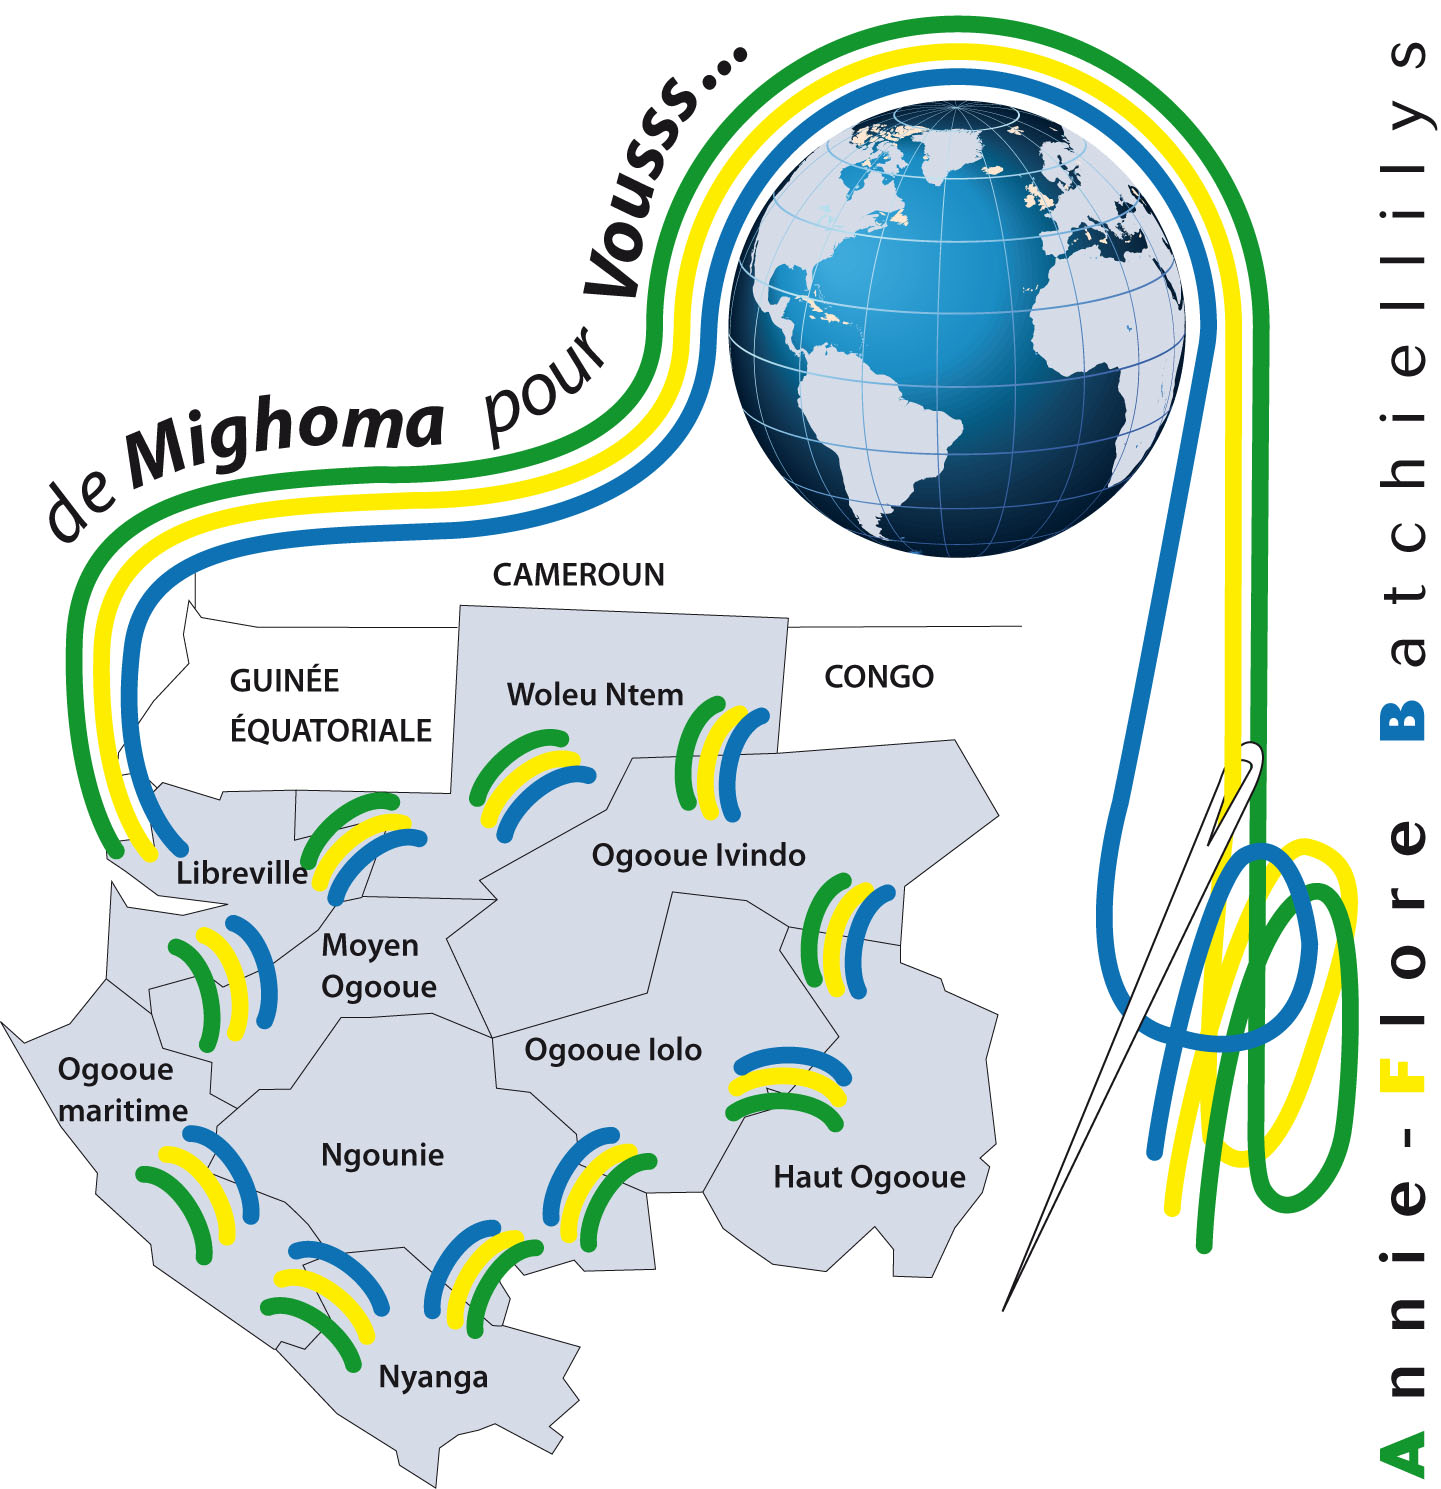 de Mighoma pour Vousss...
CAMEROUN
GUINÉE
ÉQUATORIALE
CONGO
Woleu Ntem
Ogooue Ivindo
Libreville
Moyen
Ogooue
Ogooue Iolo
Ogooue
maritime
Ngounie
Haut Ogooue
Nyanga
Annie-Flore Batchiellilys